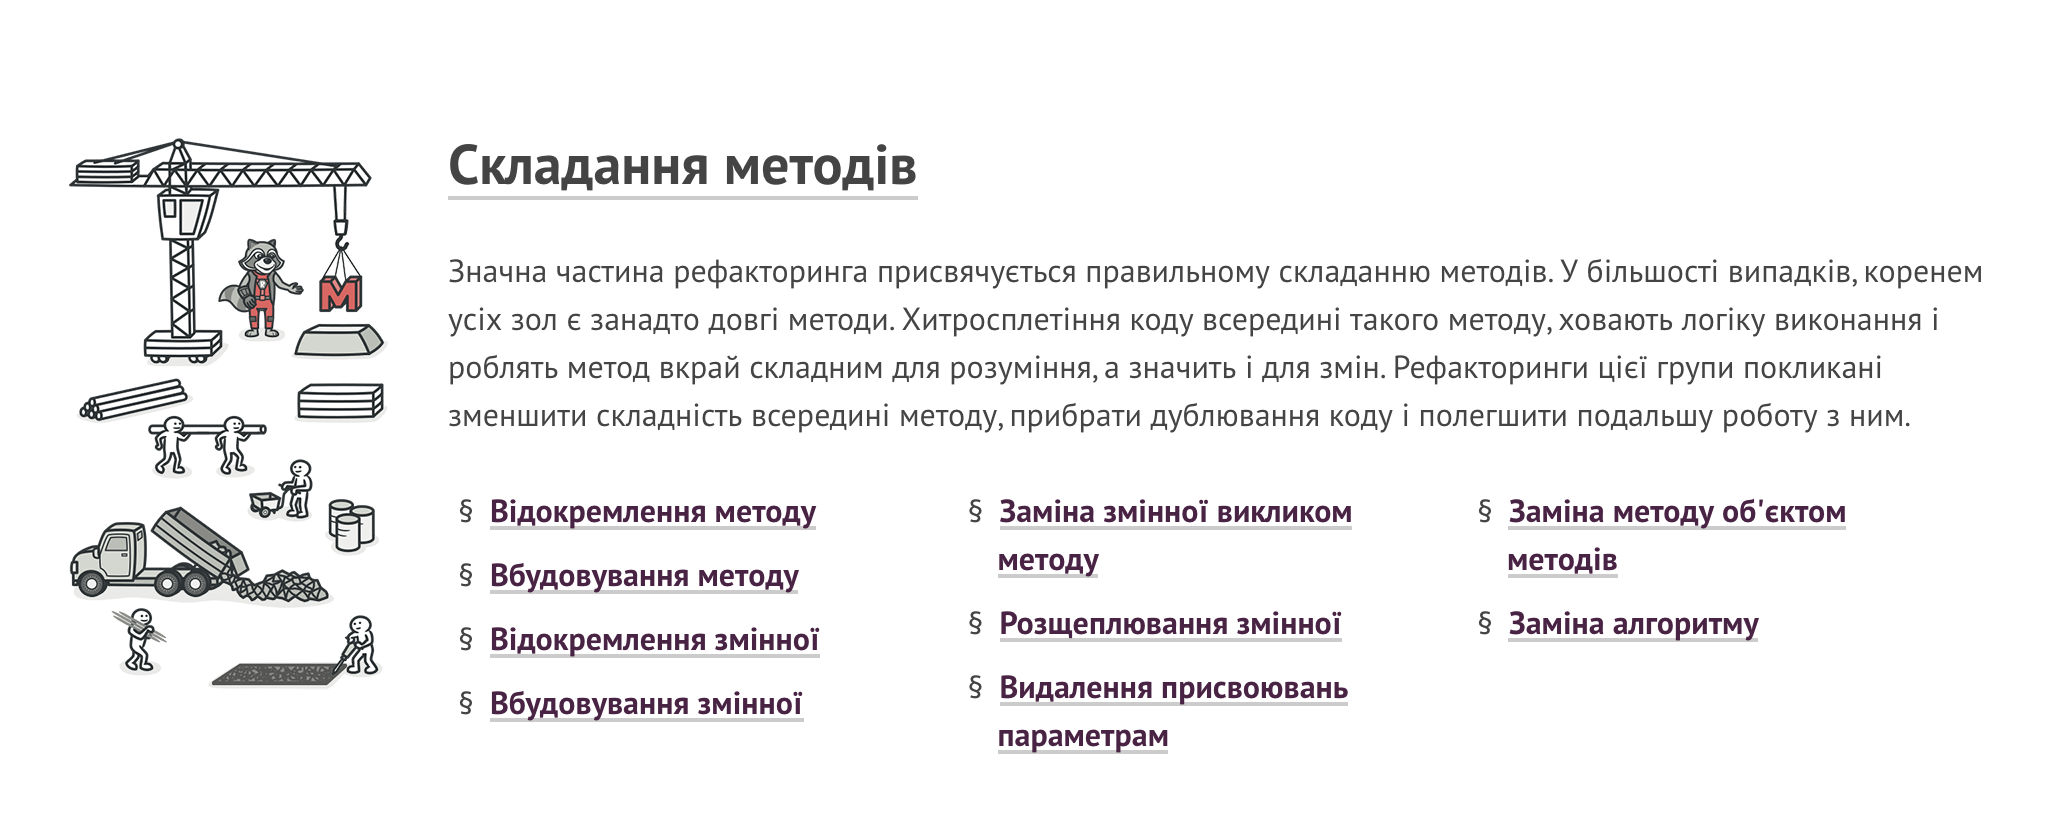 Складання методів
Значна частина рефакторинга присвячується правильному складанню методів. У більшості випадків, коренем
усіх зол є занадто довгі методи. Хитросплетіння коду всередині такого методу, ховають логіку виконання і
роблять метод вкрай складним для розуміння, а значить і для змін. Рефакторинги цієї групи покликані
зменшити складність всередині методу, прибрати дублювання коду і полегшити подальшу роботу з ним.
§ Відокремлення методу
§ Вбудовування методу
§ Відокремлення змінної
§ Вбудовування змінної
§ Заміна змінної викликом
методу
§ Розщеплювання змінної
§ Видалення присвоювань
параметрам
§ Заміна методу об'єктом
методів
§ Заміна алгоритму
M